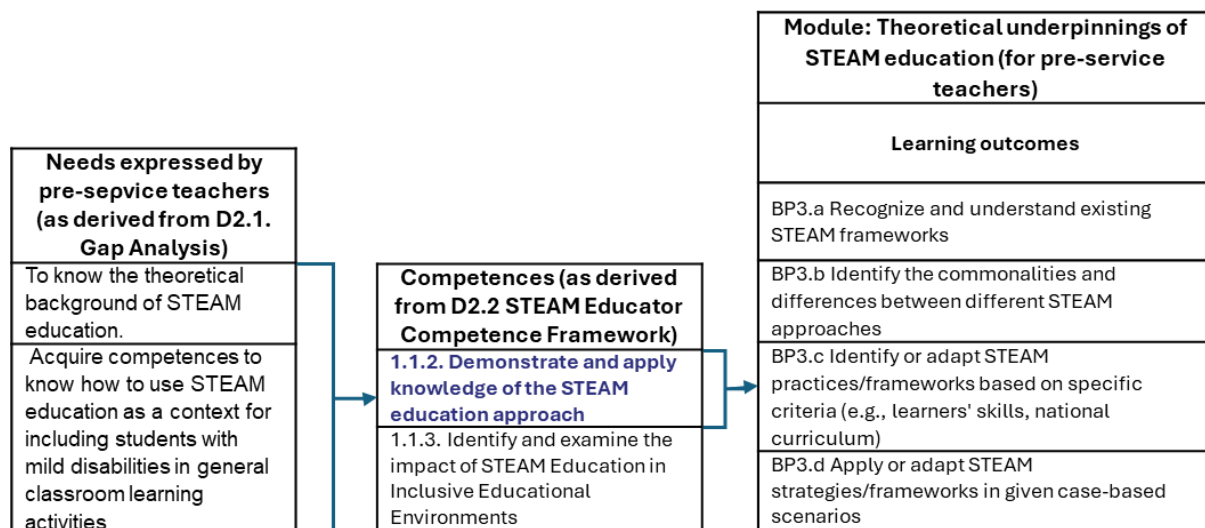 Needs expressed by
pre-seρvice teachers
(as derived from D2.1.
Gap Analysis)
To know the theoretical
background of STEAM
education.
Acquire competences to
know how to use STEAM
education as a context for
including students with
mild disabilities in general
classroom learning
activities
Competences (as derived
from D2.2 STEAM Educator
Competence Framework)
1.1.2. Demonstrate and apply
knowledge of the STEAM
education approach
1.1.3. Identify and examine the
impact of STEAM Education in
Inclusive Educational
Environments
Module: Theoretical underpinnings of
STEAM education (for pre-service
teachers)
Learning outcomes
BP3.a Recognize and understand existing
STEAM frameworks
BP3.b Identify the commonalities and
differences between different STEAM
approaches
BP3.c Identify or adapt STEAM
practices/frameworks based on specific
criteria (e.g., learners' skills, national
curriculum)
BP3.d Apply or adapt STEAM
strategies/frameworks in given case-based
scenarios